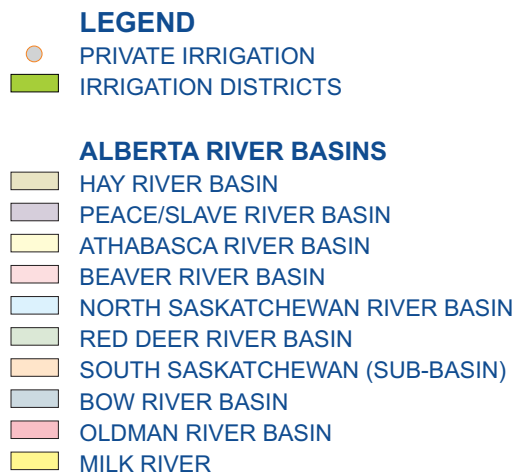 LEGEND
PRIVATE IRRIGATION
IRRIGATION DISTRICTS
ALBERTA RIVER BASINS
HAY RIVER BASIN
PEACE/SLAVE RIVER BASIN
ATHABASCA RIVER BASIN
BEAVER RIVER BASIN
NORTH SASKATCHEWAN RIVER BASIN
RED DEER RIVER BASIN
SOUTH SASKATCHEWAN (SUB-BASIN)
BOW RIVER BASIN
OLDMAN RIVER BASIN
MILK RIVER